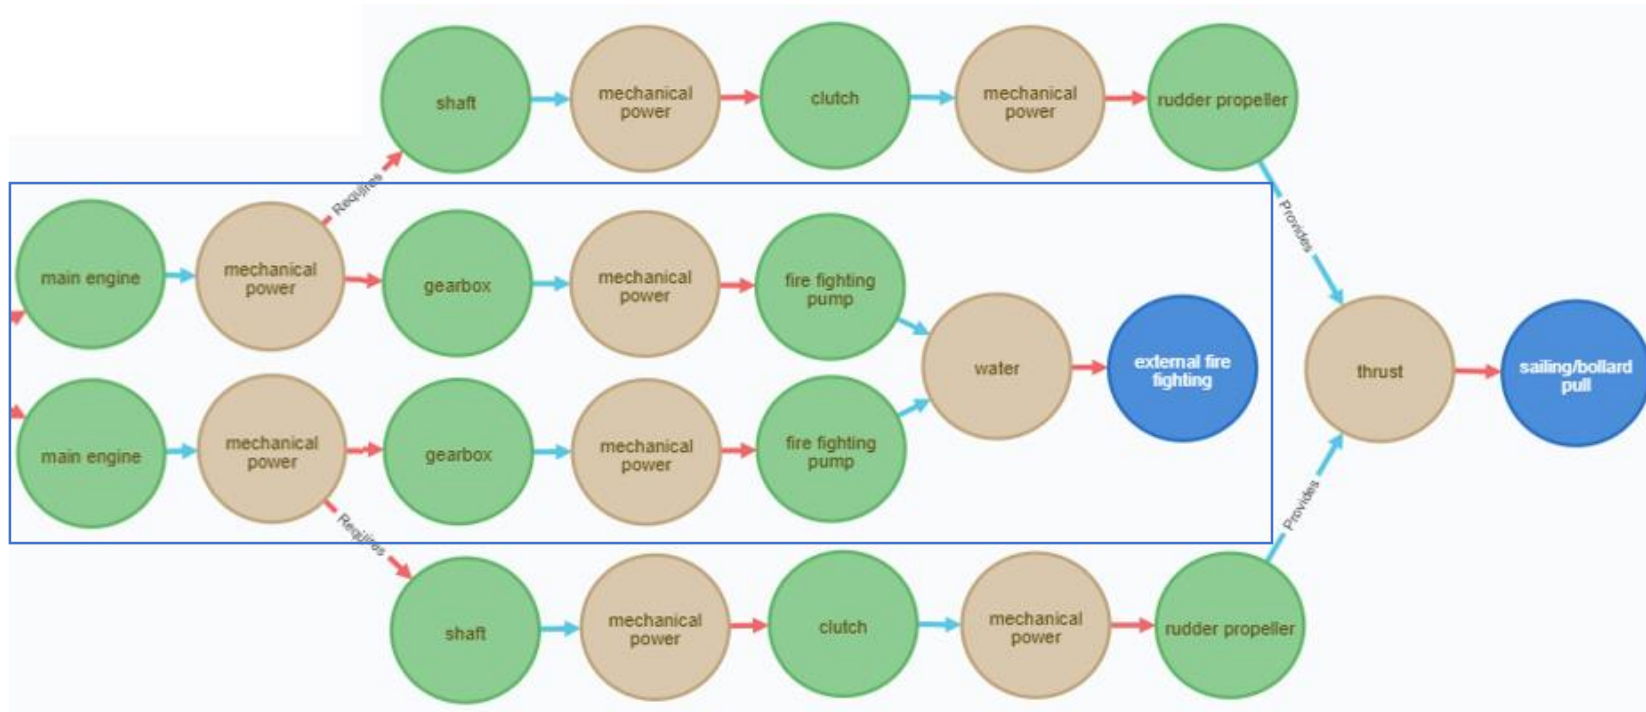 shaft
mechanical
power
clutch
mechanical
power
rudder propeller
Requires
Provides
main engine
mechanical
power
gearbox
mechanical
power
fire fighting
pump
water
external fire
fighting
thrust
sailing/bollard
pull
main engine
mechanical
power
gearbox
mechanical
power
fire fighting
pump
Requires
Provides
shaft
mechanical
power
clutch
mechanical
power
rudder propeller